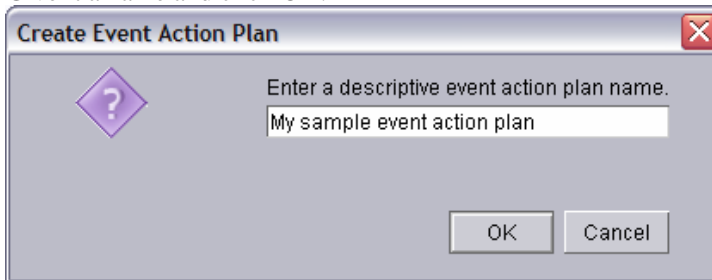 Create Event Action Plan
Enter a descriptive event action plan name.
My sample event action plan
OK Cancel